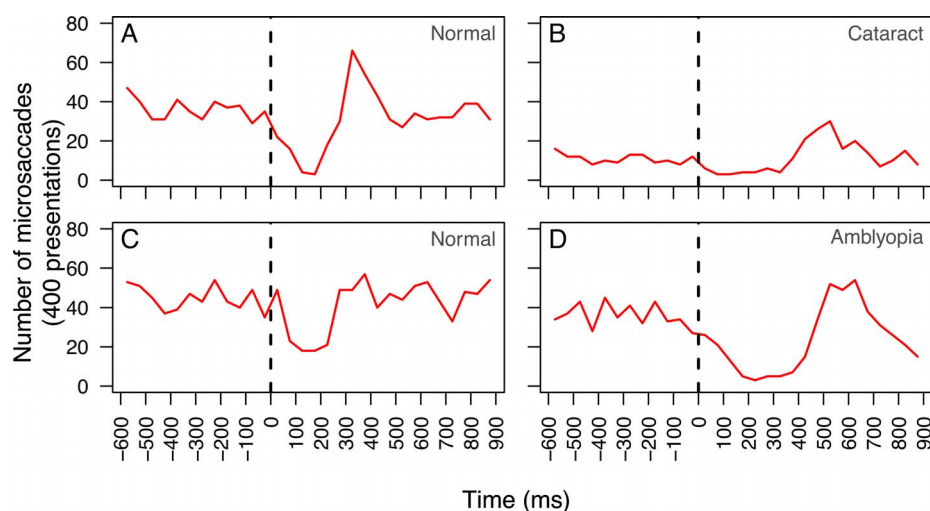 A
Normal
B
Cataract
80
60
40
20
0
C
Normal
D
Amblyopia
80
60
40
20
0
Number of microsaccades
(400 presentations)
−600 −500 −400 −300 −200 −100 0 100 200 300 400 500 600 700 800 900
−600 −500 −400 −300 −200 −100 0 100 200 300 400 500 600 700 800 900
Time (ms)